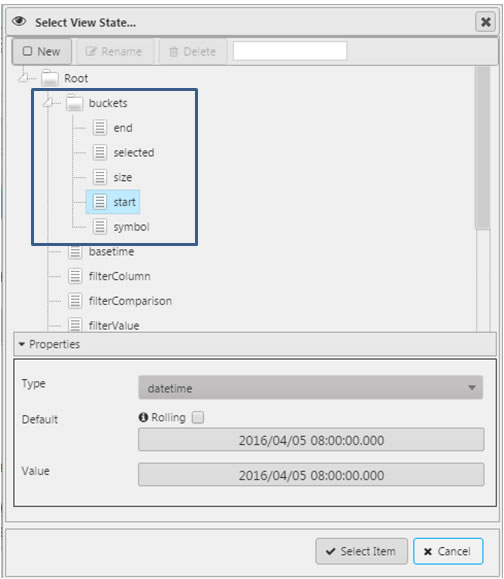 Select View State...
New Rename Delete
Root
buckets
end
selected
size
start
symbol
basetime
filterColumn
filterComparison
filterValue
Properties
Type datetime
Default Rolling
2016/04/05 08:00:00.000
Value 2016/04/05 08:00:00.000
Select Item Cancel